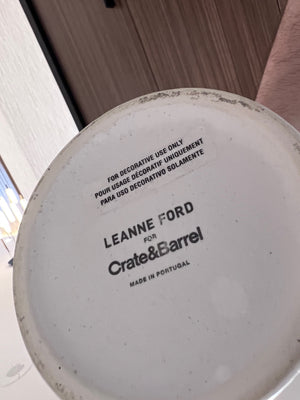 FOR DECORATIVE USE ONLY
POUR USAGE DÉCORATIF UNIQUEMENT
PARA USO DECORATIVO SOLAMENTE
LEANNE FORD
FOR
Crate&Barrel
MADE IN PORTUGAL